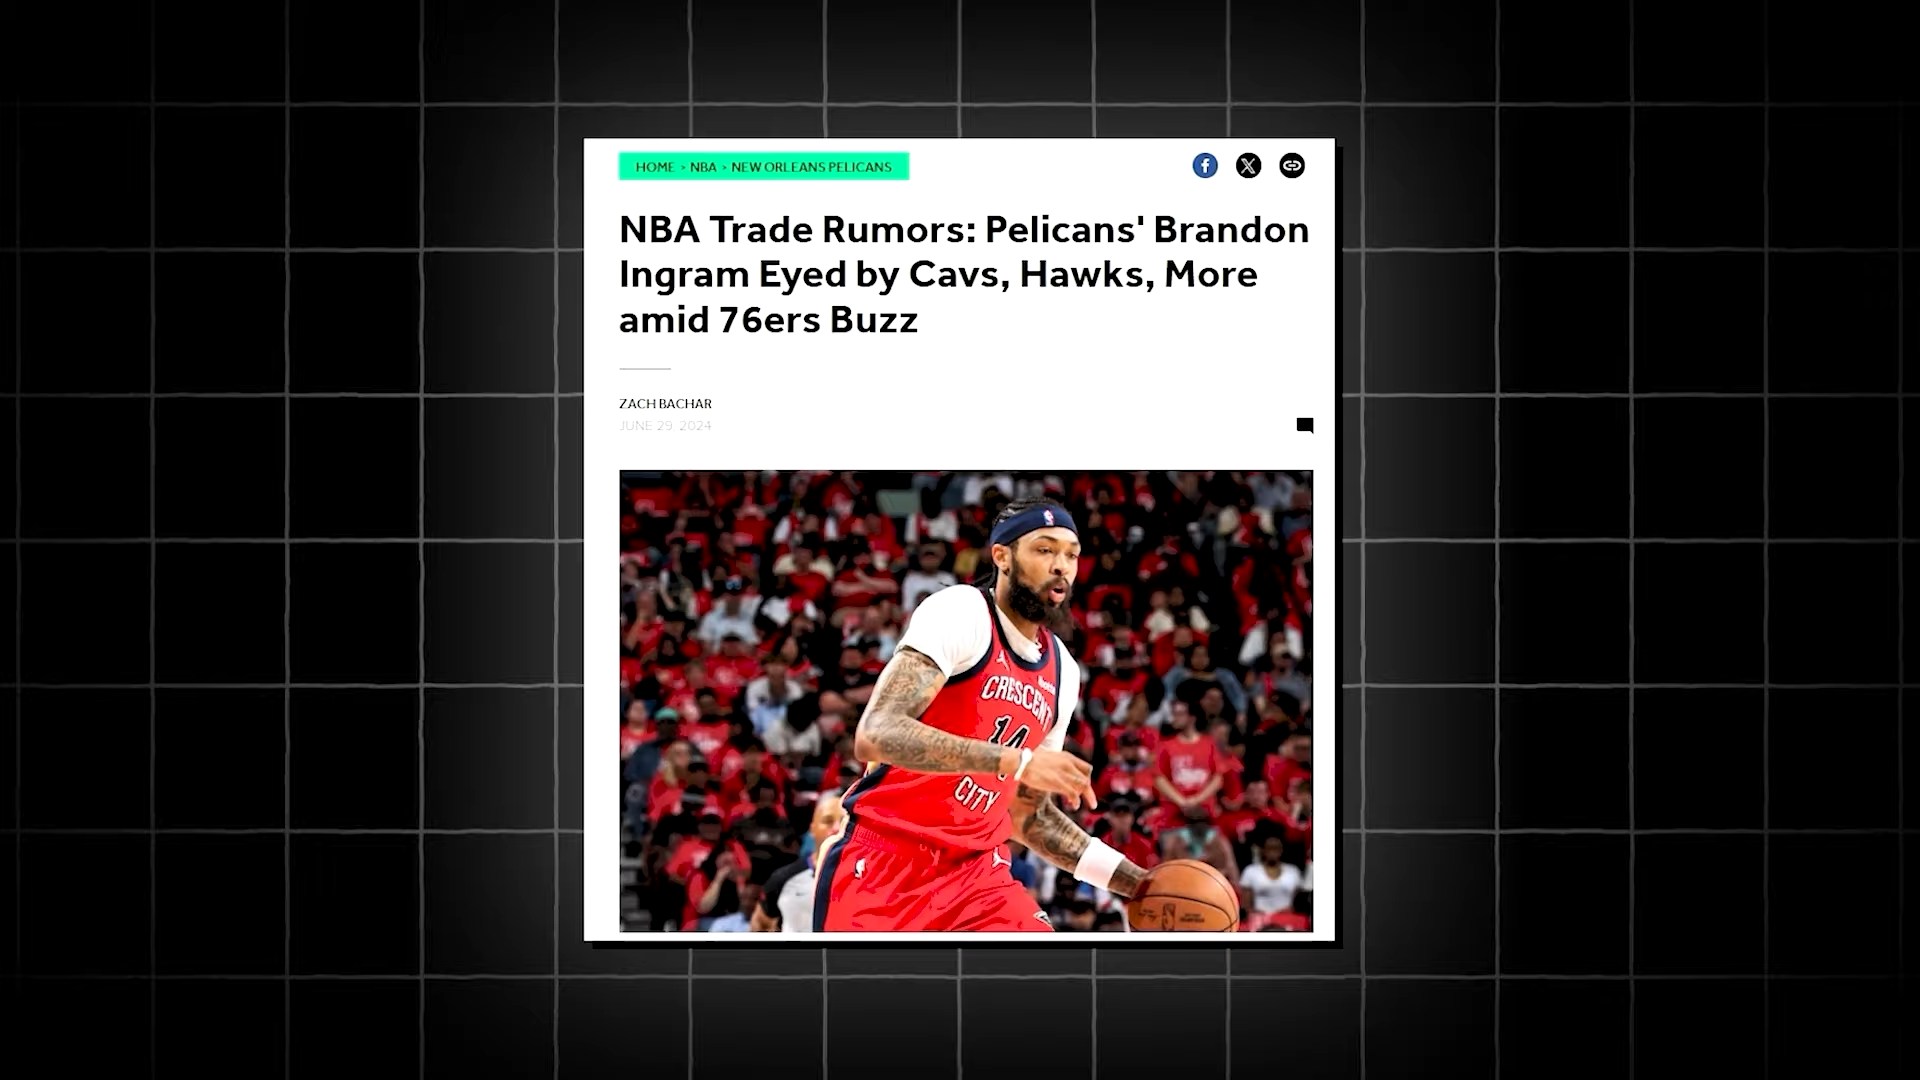 HOME > NBA > NEW ORLEANS PELICANS
NBA Trade Rumors: Pelicans' Brandon
Ingram Eyed by Cavs, Hawks, More
amid 76ers Buzz
ZACH BACHAR
JUNE 29, 2024
CRESCENT
14
CITY